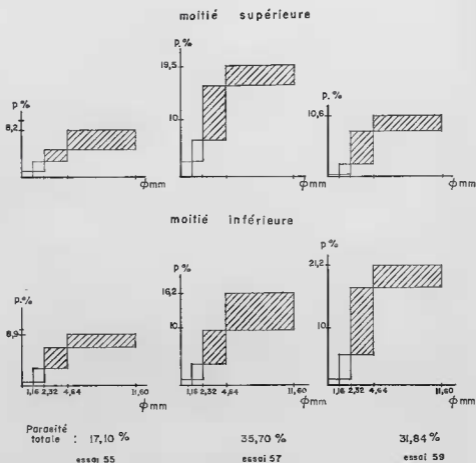 moitié supérieure
p.%
19,5
10
ϕmm
p%
8,2
ϕmm
p.%
10,6
ϕmm
moitié inférieure
p.%
8,9
1,16 2,32 4,64 11,60
ϕmm
p%
16,2
10
1,16 2,32 4,64 11,60
ϕmm
p%
21,2
10
1,16 2,32 4,64 11,60
ϕmm
Parasité
totale : 17,10 % 35,70 % 31,84 %
essai 55 essai 57 essai 59